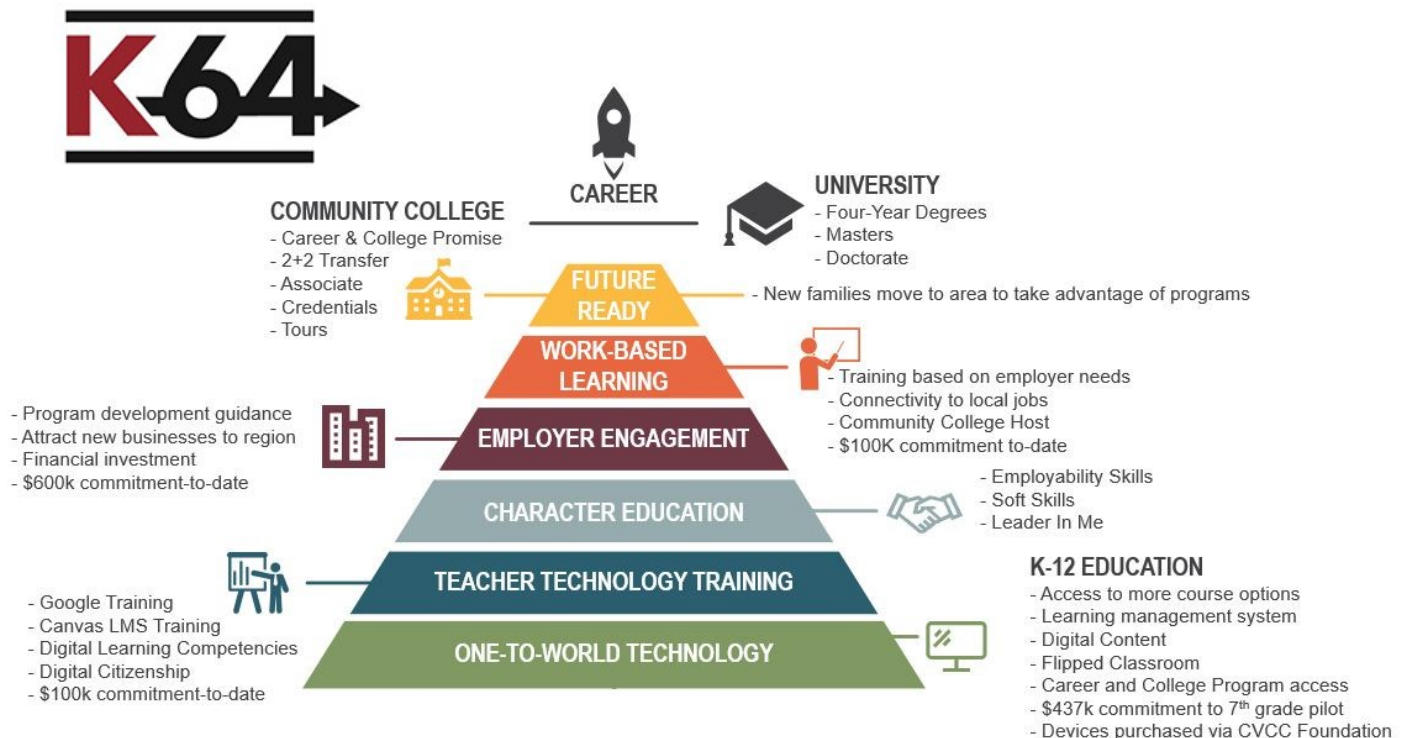 K-64
CAREER
COMMUNITY COLLEGE
- Career & College Promise
- 2+2 Transfer
- Associate
- Credentials
- Tours
UNIVERSITY
- Four-Year Degrees
- Masters
- Doctorate
FUTURE
READY
- New families move to area to take advantage of programs
WORK-BASED
LEARNING
- Training based on employer needs
- Connectivity to local jobs
- Community College Host
- $100K commitment to-date
- Program development guidance
- Attract new businesses to region
- Financial investment
- $600k commitment-to-date
EMPLOYER ENGAGEMENT
CHARACTER EDUCATION
- Employability Skills
- Soft Skills
- Leader In Me
TEACHER TECHNOLOGY TRAINING
- Google Training
- Canvas LMS Training
- Digital Learning Competencies
- Digital Citizenship
- $100k commitment-to-date
ONE-TO-WORLD TECHNOLOGY
K-12 EDUCATION
- Access to more course options
- Learning management system
- Digital Content
- Flipped Classroom
- Career and College Program access
- $437k commitment to 7th grade pilot
- Devices purchased via CVCC Foundation